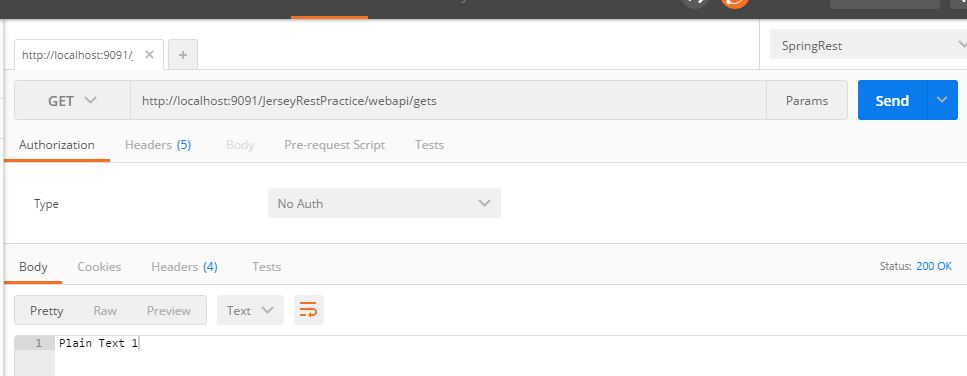 http://localhost:9091/.
SpringRest
GET http://localhost:9091/JerseyRestPractice/webapi/gets Params Send
Authorization Headers (5) Body Pre-request Script Tests
Type No Auth
Body Cookies Headers (4) Tests Status: 200 OK
Pretty Raw Preview Text
1 Plain Text 1